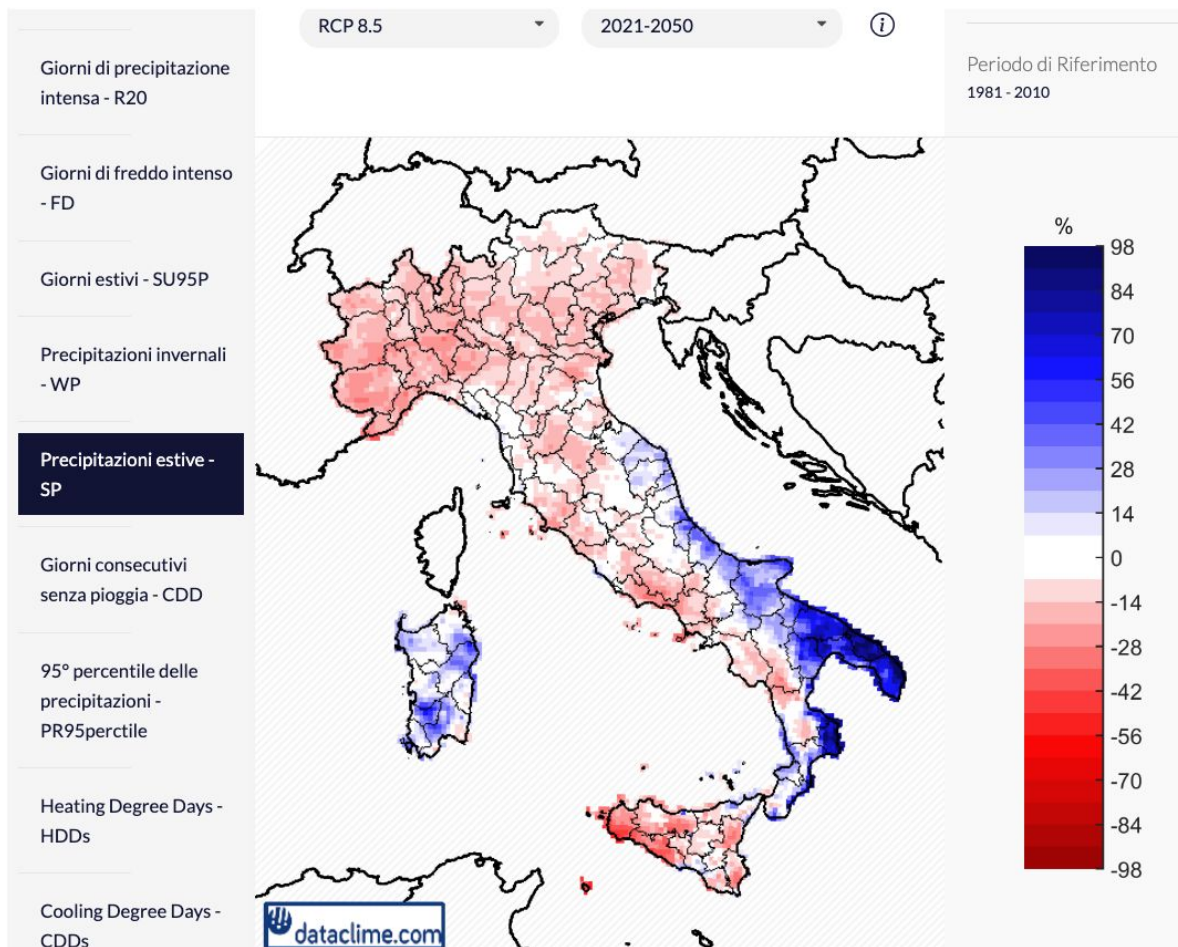 RCP 8.5
2021-2050
i
Periodo di Riferimento
1981 - 2010
Giorni di precipitazione
intensa - R20
Giorni di freddo intenso
- FD
Giorni estivi - SU95P
Precipitazioni invernali
- WP
Precipitazioni estive -
SP
Giorni consecutivi
senza pioggia - CDD
95° percentile delle
precipitazioni -
PR95perctile
Heating Degree Days -
HDDs
Cooling Degree Days -
CDDs
%
98
84
70
56
42
28
14
0
-14
-28
-42
-56
-70
-84
-98
dataclime.com